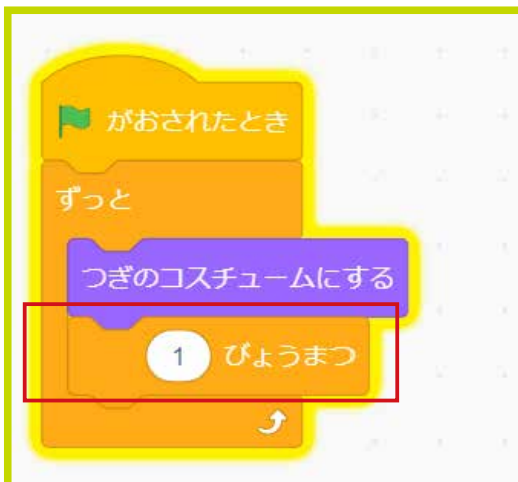 がおされたとき
ずっと
つぎのコスチュームにする
1 びょうまつ